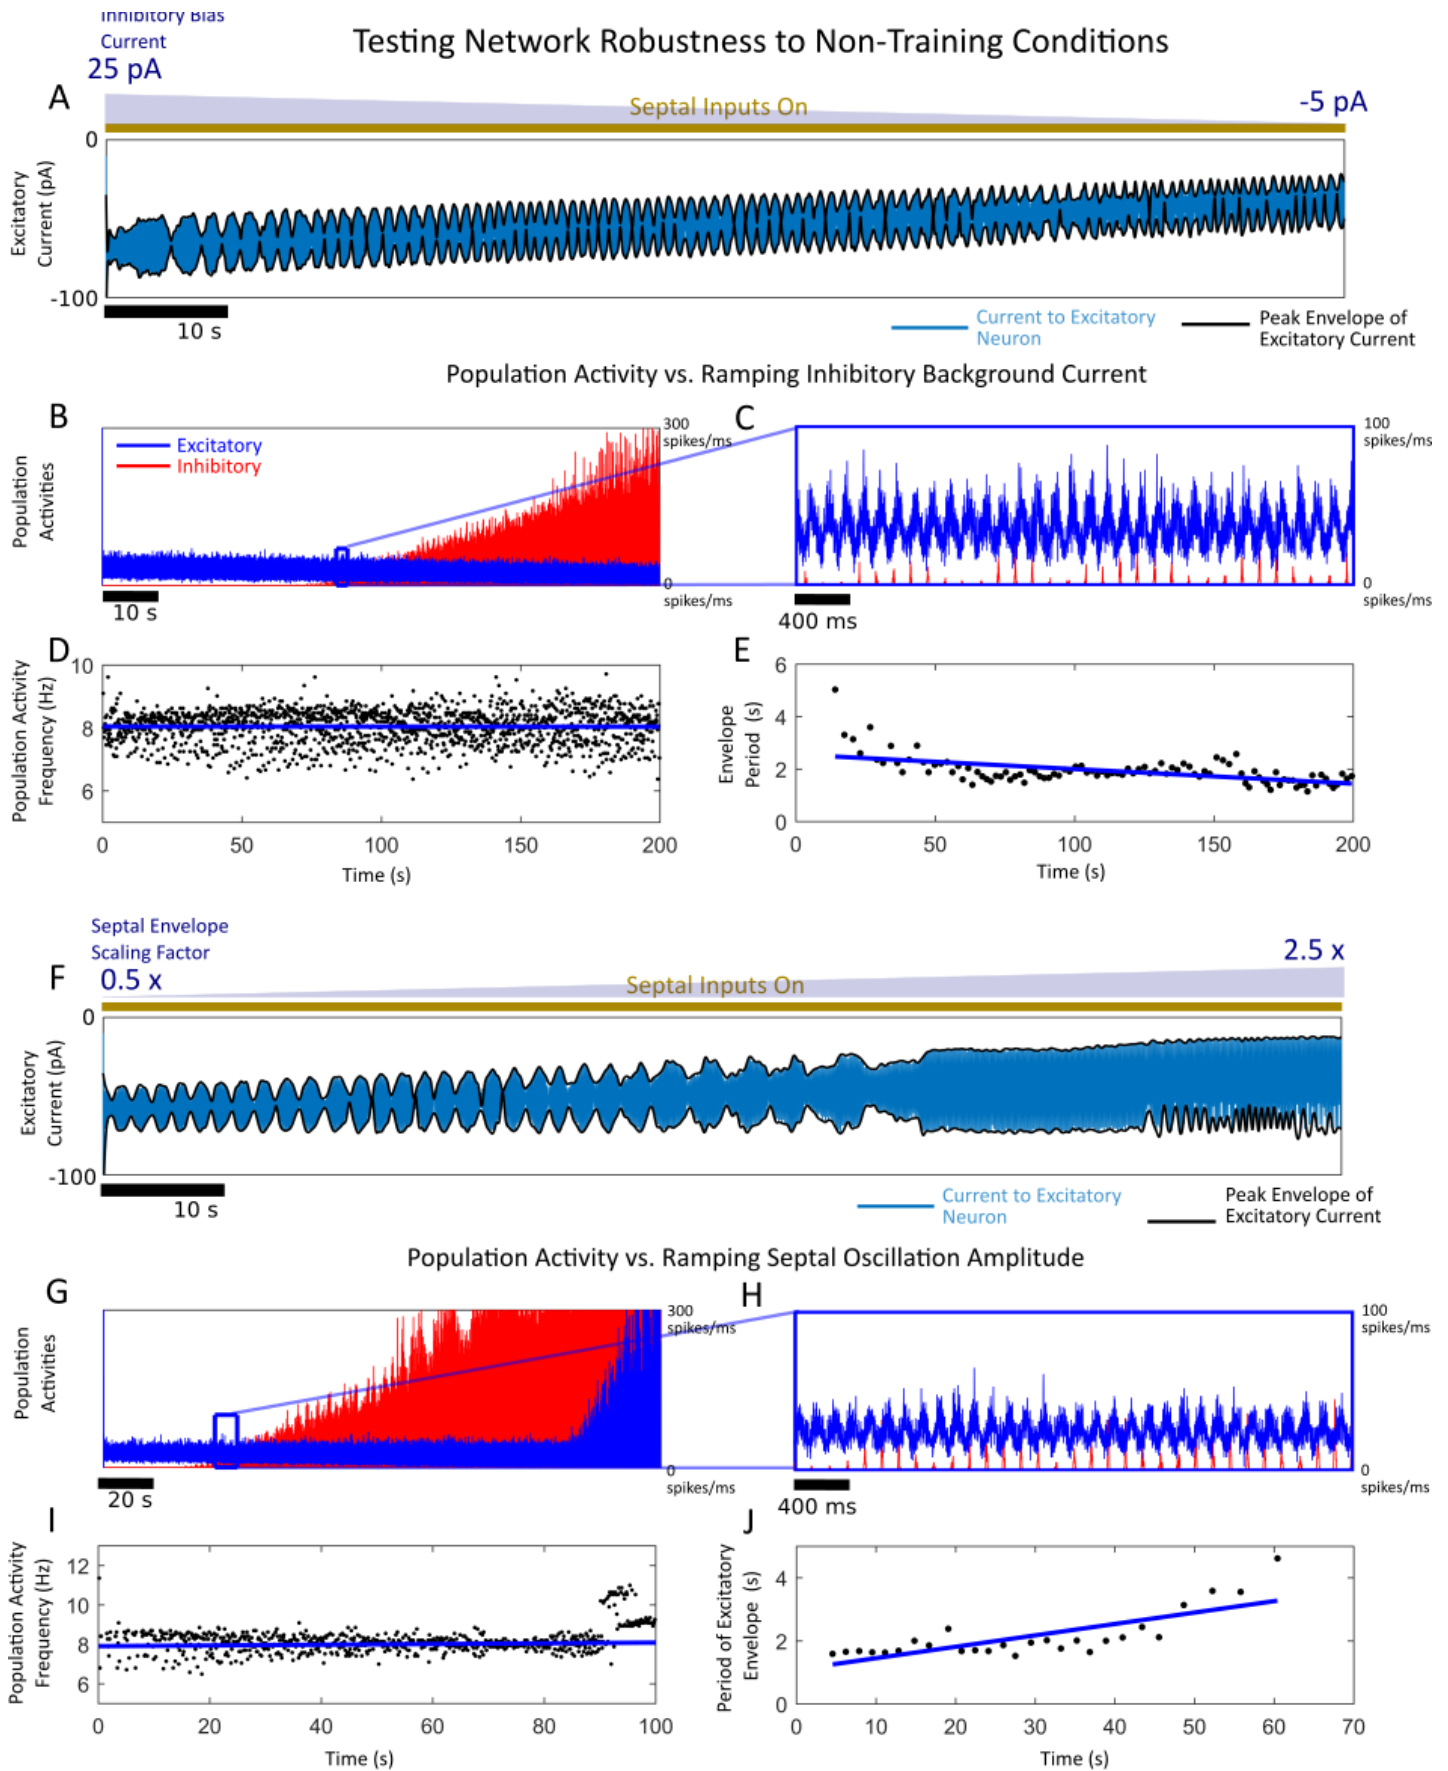 Inhibitory Bias
Current
25 pA
Testing Network Robustness to Non-Training Conditions
A
Septal Inputs On
-5 pA
0
Excitatory
Current (pA)
-100
10 s
Current to Excitatory
Neuron
Peak Envelope of
Excitatory Current
Population Activity vs. Ramping Inhibitory Background Current
B
Excitatory
Inhibitory
300
spikes/ms
Population
Activities
0
spikes/ms
10 s
C
100
spikes/ms
0
spikes/ms
400 ms
D
Population Activity
Frequency (Hz)
10
8
6
0
50
100
150
200
Time (s)
E
Envelope
Period (s)
6
4
2
0
0
50
100
150
200
Time (s)
Septal Envelope
Scaling Factor
0.5 x
F
Septal Inputs On
2.5 x
0
Excitatory
Current (pA)
-100
10 s
Current to Excitatory
Neuron
Peak Envelope of
Excitatory Current
Population Activity vs. Ramping Septal Oscillation Amplitude
G
300
spikes/ms
Population
Activities
0
spikes/ms
20 s
H
100
spikes/ms
0
spikes/ms
400 ms
I
Population Activity
Frequency (Hz)
12
10
8
6
0
20
40
60
80
100
Time (s)
J
Period of Excitatory
Envelope (s)
4
2
0
0
10
20
30
40
50
60
70
Time (s)